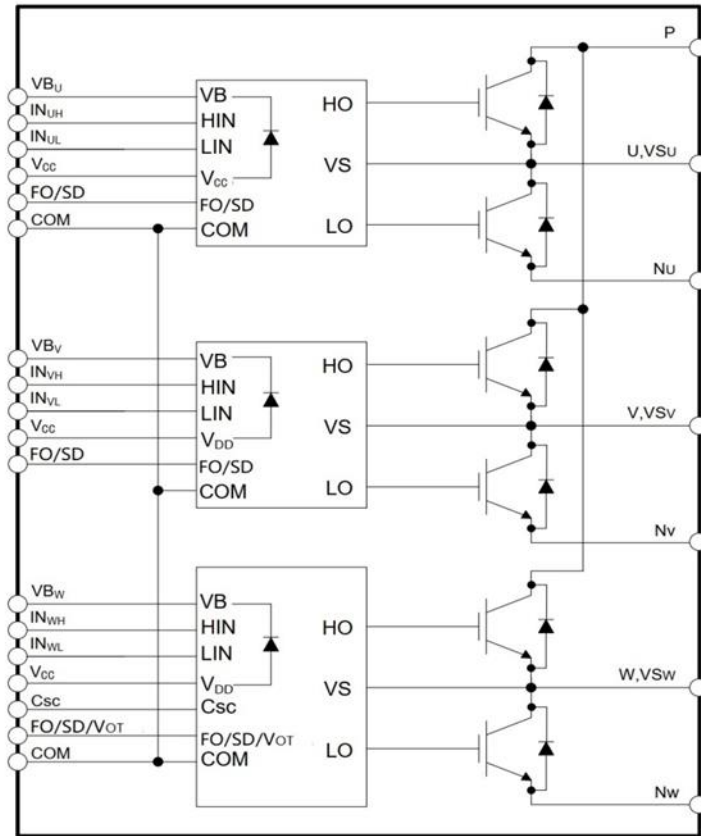 P
VBU
INUH
INUL
VCC
FO/SD
COM
VB
HIN
LIN
VCC
FO/SD
COM
HO
VS
LO
U,VSU
NU
VBV
INVH
INVL
VCC
FO/SD
VB
HIN
LIN
VDD
FO/SD
COM
HO
VS
LO
V,VSV
NV
VBW
INWH
INWL
VCC
Csc
FO/SD/VOT
COM
VB
HIN
LIN
VDD
Csc
FO/SD/VOT
COM
HO
VS
LO
W,VSW
NW